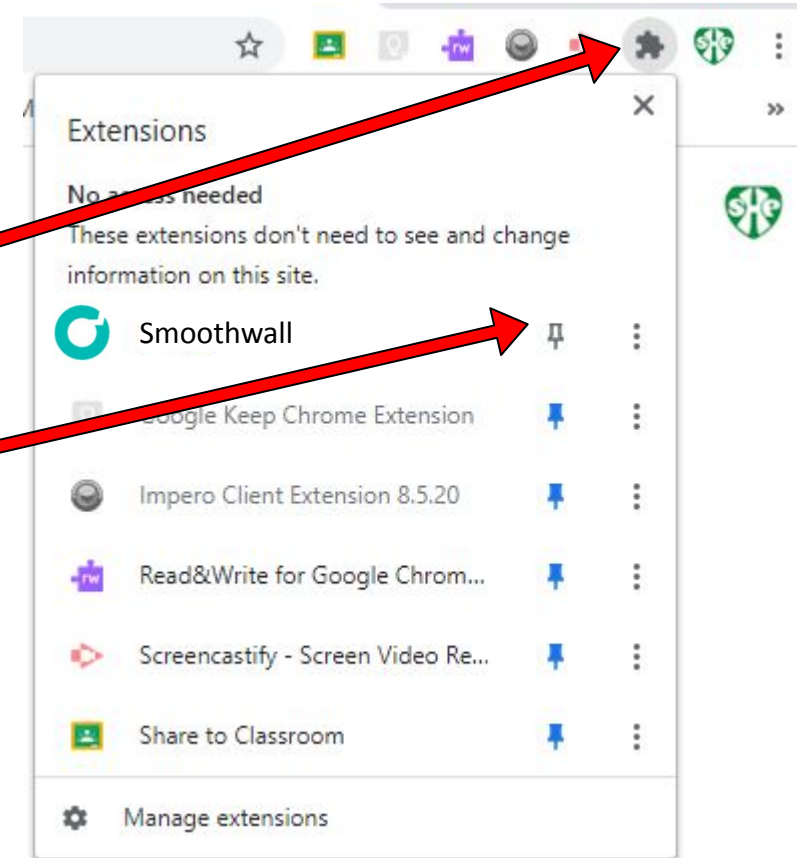 Extensions
No access needed
These extensions don't need to see and change
information on this site.
Smoothwall
Google Keep Chrome Extension
Impero Client Extension 8.5.20
rw
Read&Write for Google Chrom...
Screencastify - Screen Video Re...
Share to Classroom
Manage extensions